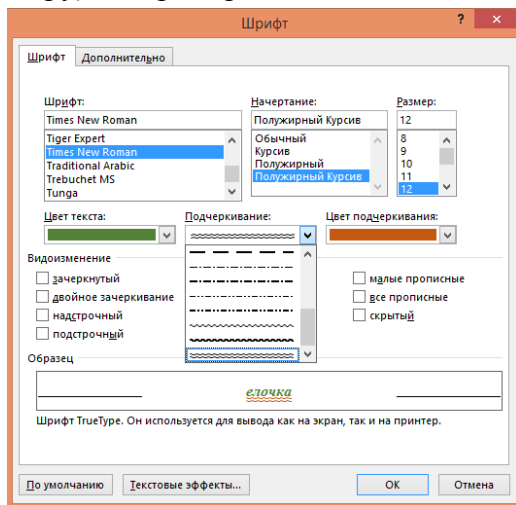 Шрифт
? ×
Шрифт Дополнительно
Шрифт: Начертание: Размер:
Times New Roman Полужирный Курсив 12
Tiger Expert Обычный 8
Times New Roman Курсив 9
Traditional Arabic Полужирный 10
Trebuchet MS Полужирный Курсив 11
Tunga 12
Цвет текста: Подчеркивание: Цвет подчеркивания:
Видоизменение
зачеркнутый малые прописные
двойное зачеркивание все прописные
надстрочный скрытый
подстрочный
Образец
елочка
Шрифт TrueType. Он используется для вывода как на экран, так и на принтер.
По умолчанию Текстовые эффекты... ОК Отмена